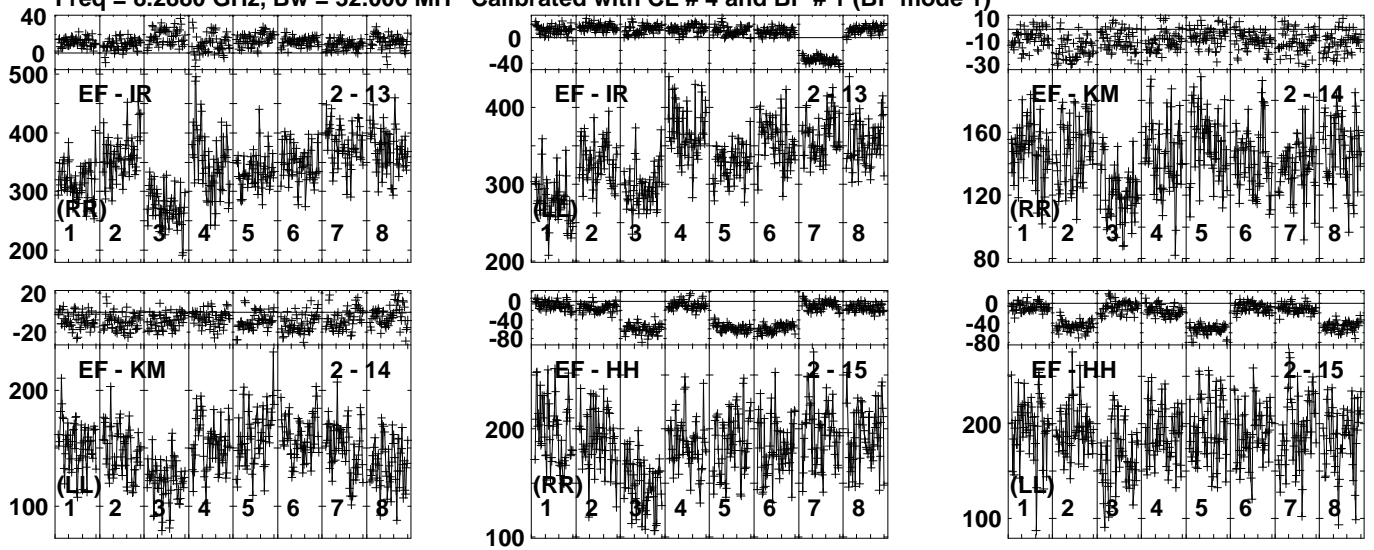 Freq = GHz, Bw = 32.000 MH Calibrated with CL # 4 and BP # 1 (BP mode 1)
40
0
500
400
300
200
EF - IR 2 - 13
(RR)
1 2 3 4 5 6 7 8
0
-40
400
300
200
EF - IR 2 - 13
(LL)
1 2 3 4 5 6 7 8
10
-10
-30
160
120
80
EF - KM 2 - 14
(RR)
1 2 3 4 5 6 7 8
20
-20
200
100
EF - KM 2 - 14
(LL)
1 2 3 4 5 6 7 8
0
-40
-80
200
100
EF - HH 2 - 15
(RR)
1 2 3 4 5 6 7 8
0
-40
-80
200
100
EF - HH 2 - 15
(LL)
1 2 3 4 5 6 7 8